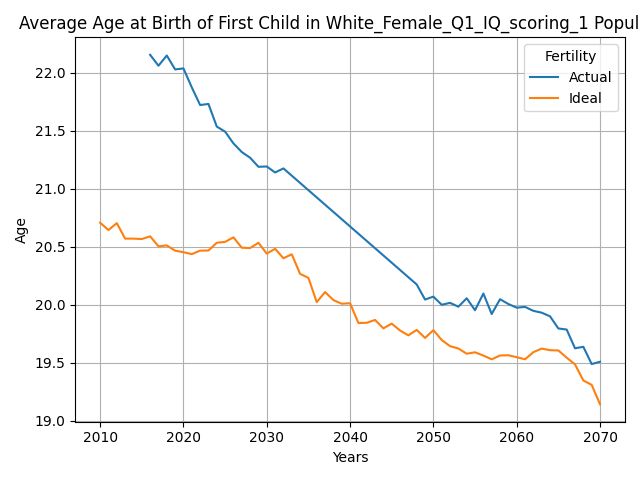 Average Age at Birth of First Child in White_Female_Q1_IQ_scoring_1 Popul
Fertility
Actual
Ideal
Age
22.0
21.5
21.0
20.5
20.0
19.5
19.0
2010 2020 2030 2040 2050 2060 2070
Years